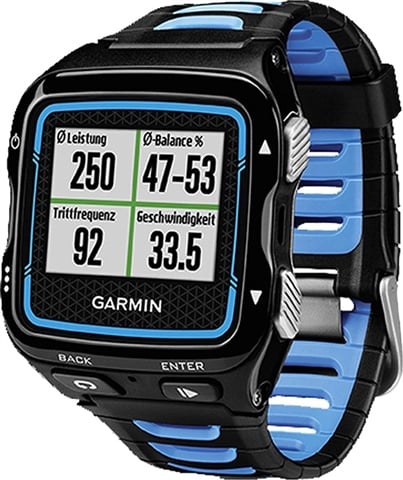 Ø Leistung Ø-Balance %
250 47-53
Trittfrequenz Geschwindigkeit
92 33.5
GARMIN
BACK ENTER